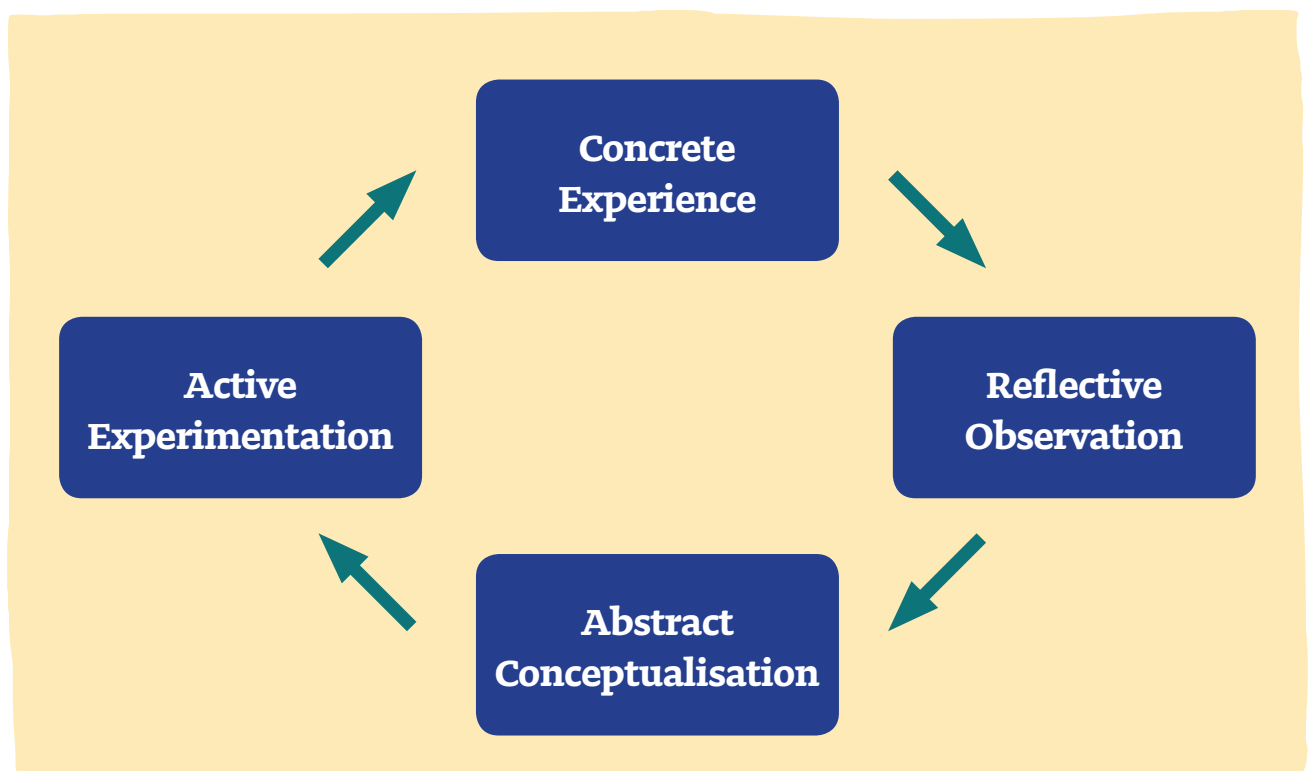 Concrete
Experience
Reflective
Observation
Abstract
Conceptualisation
Active
Experimentation